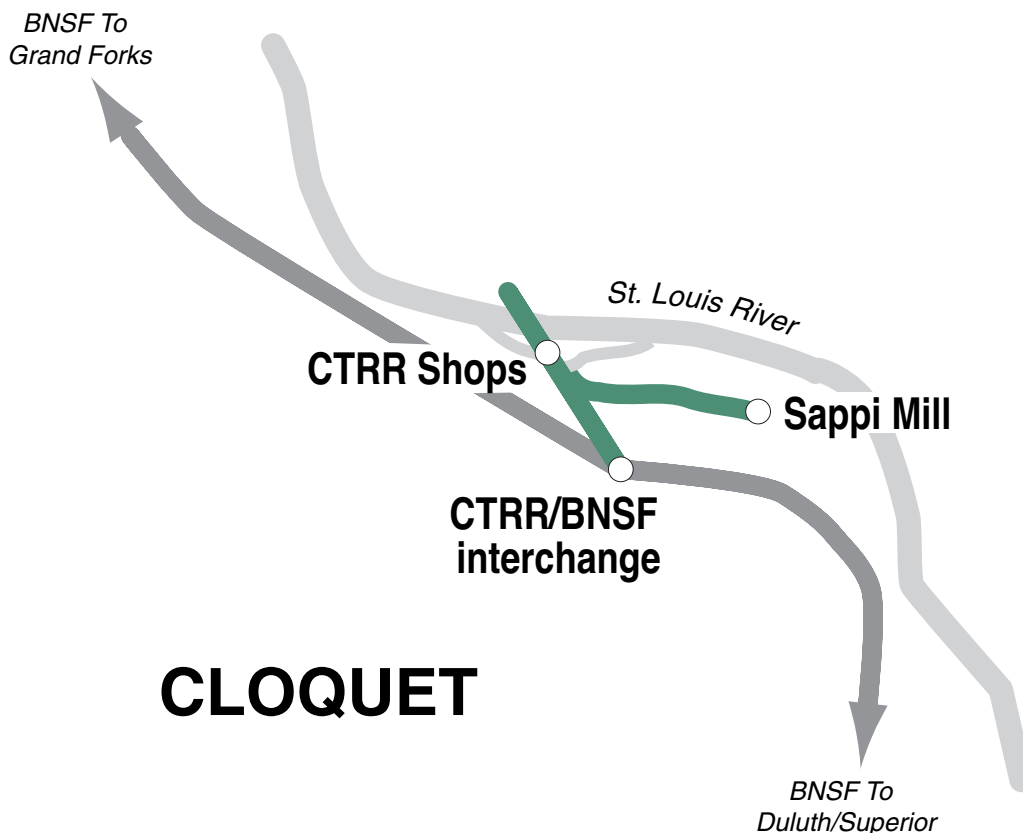 BNSF To
Grand Forks
St. Louis River
CTRR Shops
Sappi Mill
CTRR/BNSF
interchange
CLOQUET
BNSF To
Duluth/Superior